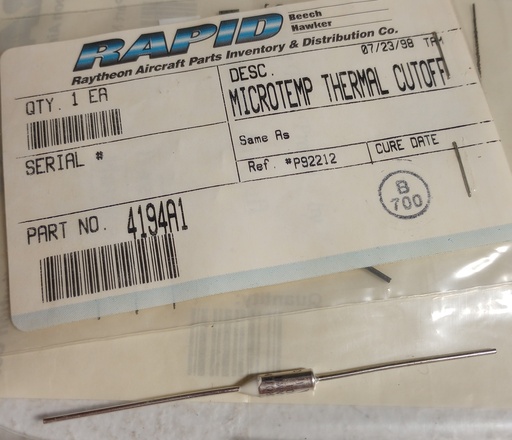 RAPID
Beech
Hawker
Raytheon Aircraft Parts Inventory & Distribution Co.
QTY. 1 EA
07/23/98
DESC.
MICROTEMP THERMAL CUTOFF
SERIAL #
Same As
Ref. #P92212
CURE DATE
B
700
PART NO. 4194A1
Quantity: